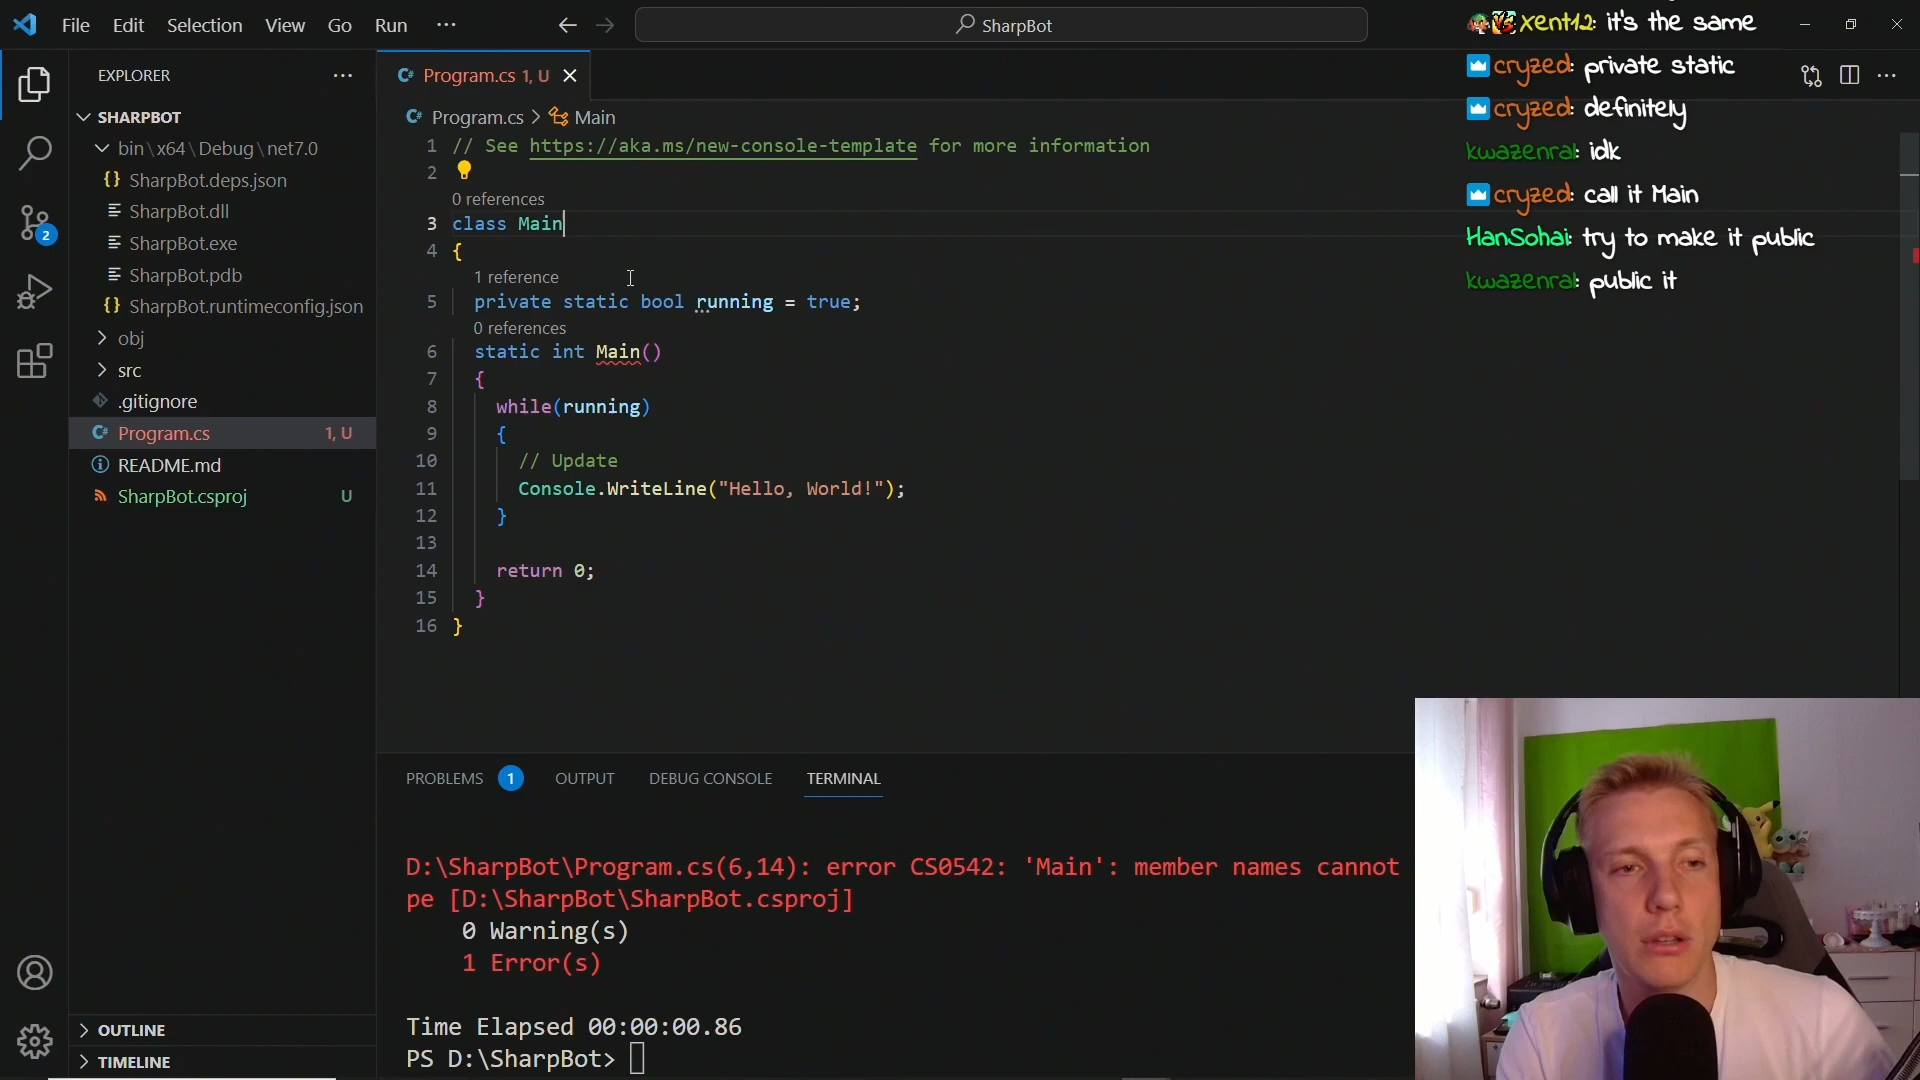 File Edit Selection View Go Run ···
SharpBot
EXPLORER
SHARPBOT
bin\x64\Debug\net7.0
{} SharpBot.deps.json
SharpBot.dll
SharpBot.exe
SharpBot.pdb
{} SharpBot.runtimeconfig.json
obj
src
.gitignore
C# Program.cs 1, U
README.md
SharpBot.csproj U
OUTLINE
TIMELINE
2
C# Program.cs 1, U
C# Program.cs > Main
1 // See https://aka.ms/new-console-template for more information
2
0 references
3 class Main
4 {
1 reference
5 private static bool running = true;
0 references
6 static int Main()
7 {
8 while(running)
9 {
10 // Update
11 Console.WriteLine("Hello, World!");
12 }
13
14 return 0;
15 }
16 }
PROBLEMS 1 OUTPUT DEBUG CONSOLE TERMINAL
D:\SharpBot\Program.cs(6,14): error CS0542: 'Main': member names cannot
pe [D:\SharpBot\SharpBot.csproj]
0 Warning(s)
1 Error(s)
Time Elapsed 00:00:00.86
PS D:\SharpBot>
xent12: it's the same
cryzed: private static
cryzed: definitely
kwazenra1: idk
cryzed: call it Main
HanSohai: try to make it public
kwazenra1: public it